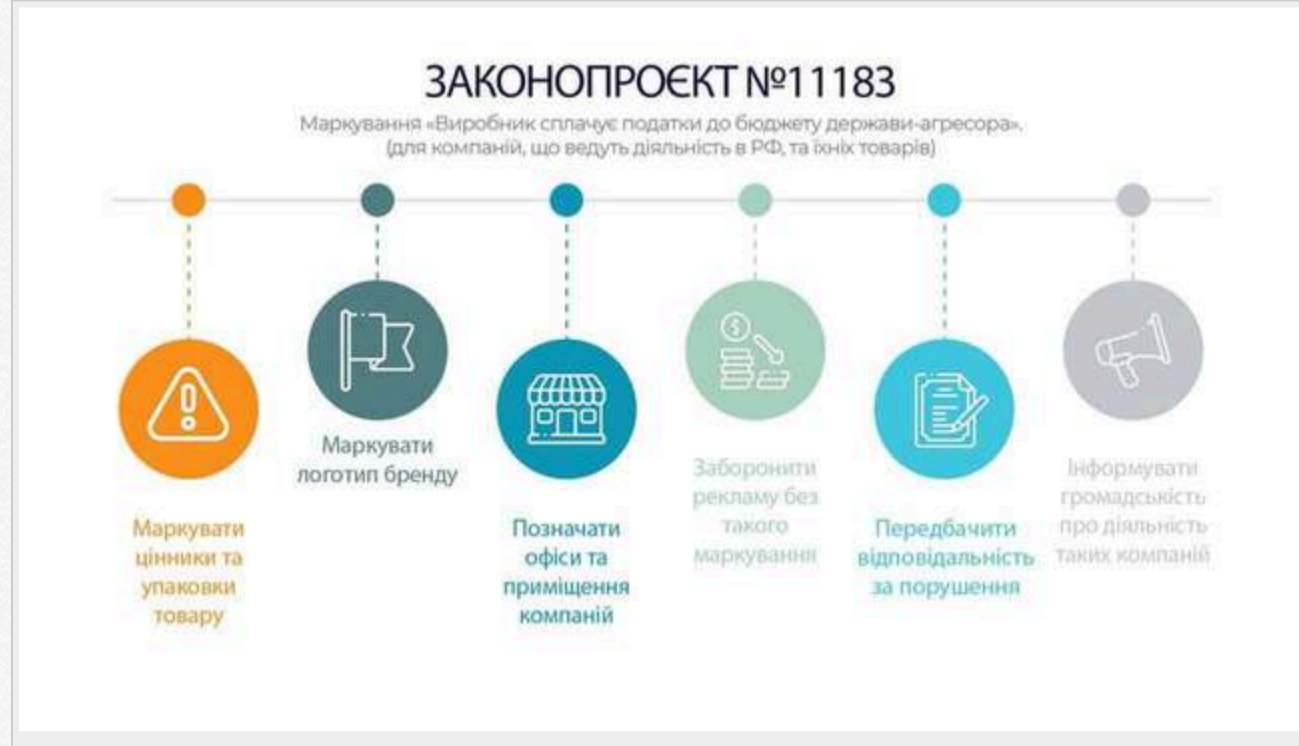 ЗАКОНОПРОЄКТ №11183
Маркування «Виробник сплачує податки до бюджету держави-агресора».
(для компаній, що ведуть діяльність в РФ, та їхніх товарів)
Маркувати
цінники та
упаковки
товару
Маркувати
логотип бренду
Позначати
офіси та
приміщення
компаній
Заборонити
рекламу без
такого
маркування
Передбачити
відповідальність
за порушення
Інформувати
громадськість
про діяльність
таких компаній